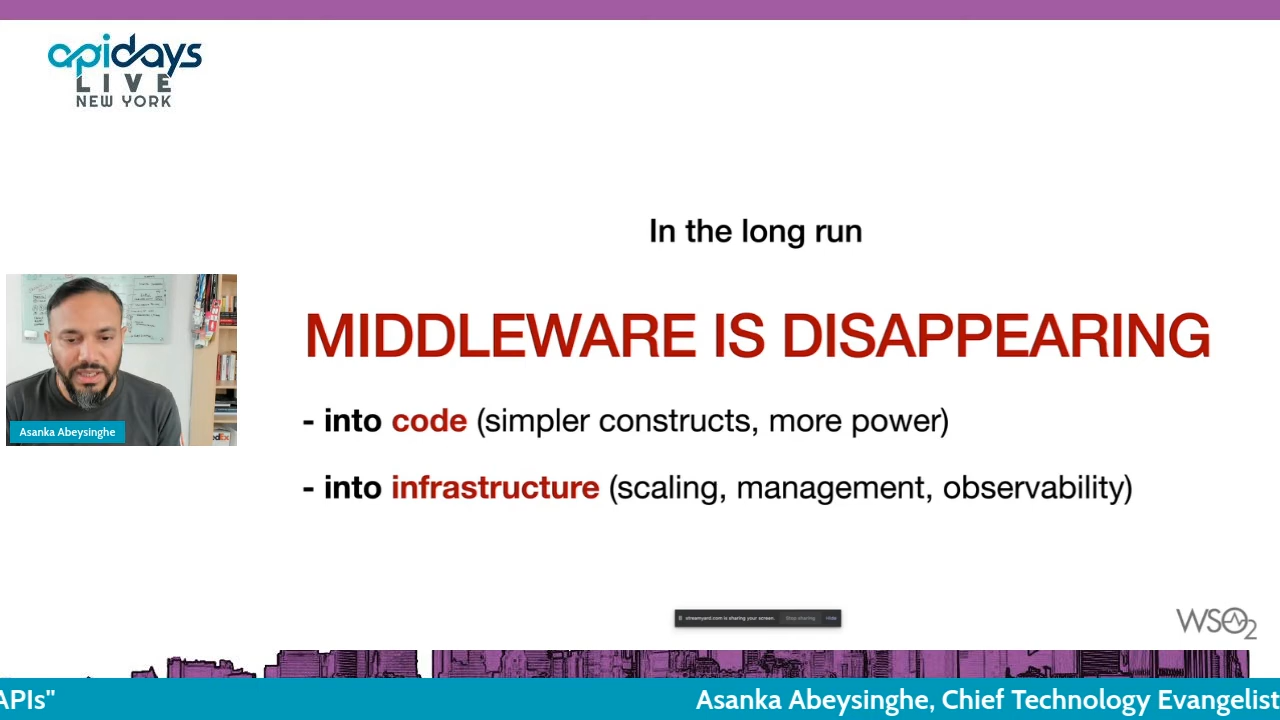 apidays
LIVE
NEW YORK
In the long run
MIDDLEWARE IS DISAPPEARING
- into code (simpler constructs, more power)
- into infrastructure (scaling, management, observability)
Asanka Abeysinghe
streamyard.com is sharing your screen. Stop sharing Hide
WSO2
APIs"
Asanka Abeysinghe, Chief Technology Evangelist